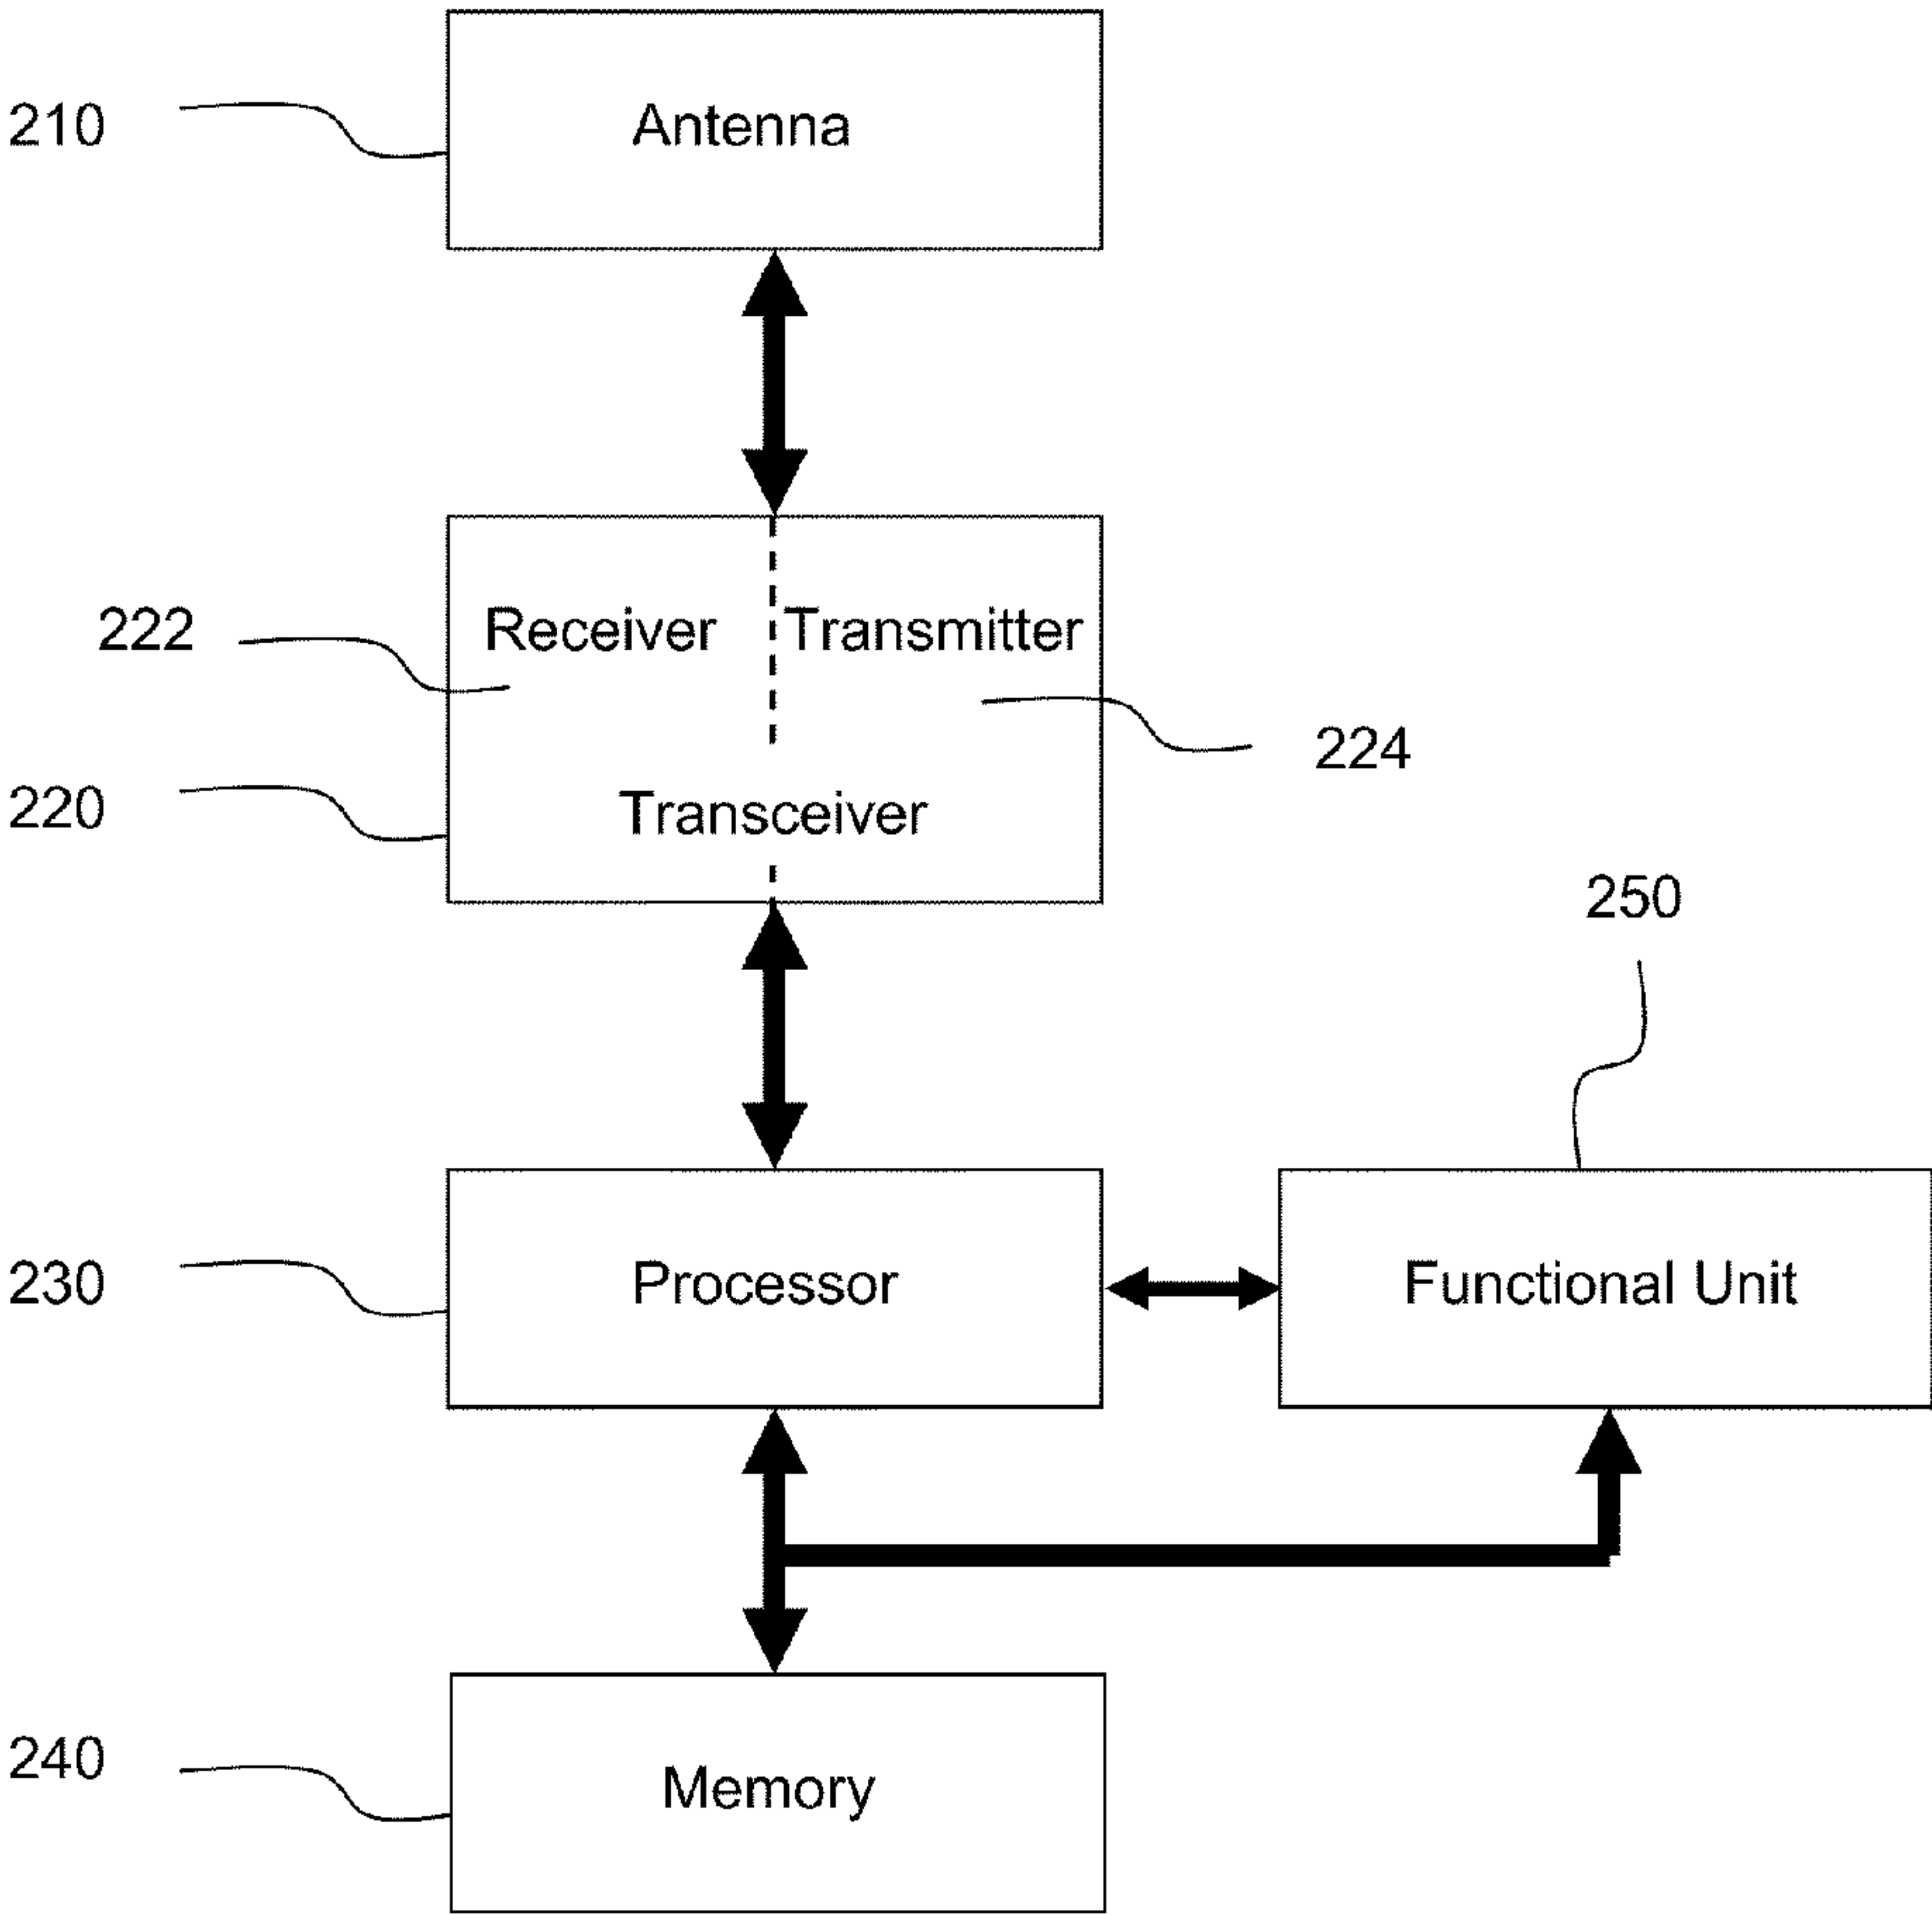 210
Antenna
222
Receiver
Transmitter
224
220
Transceiver
250
230
Processor
Functional Unit
240
Memory